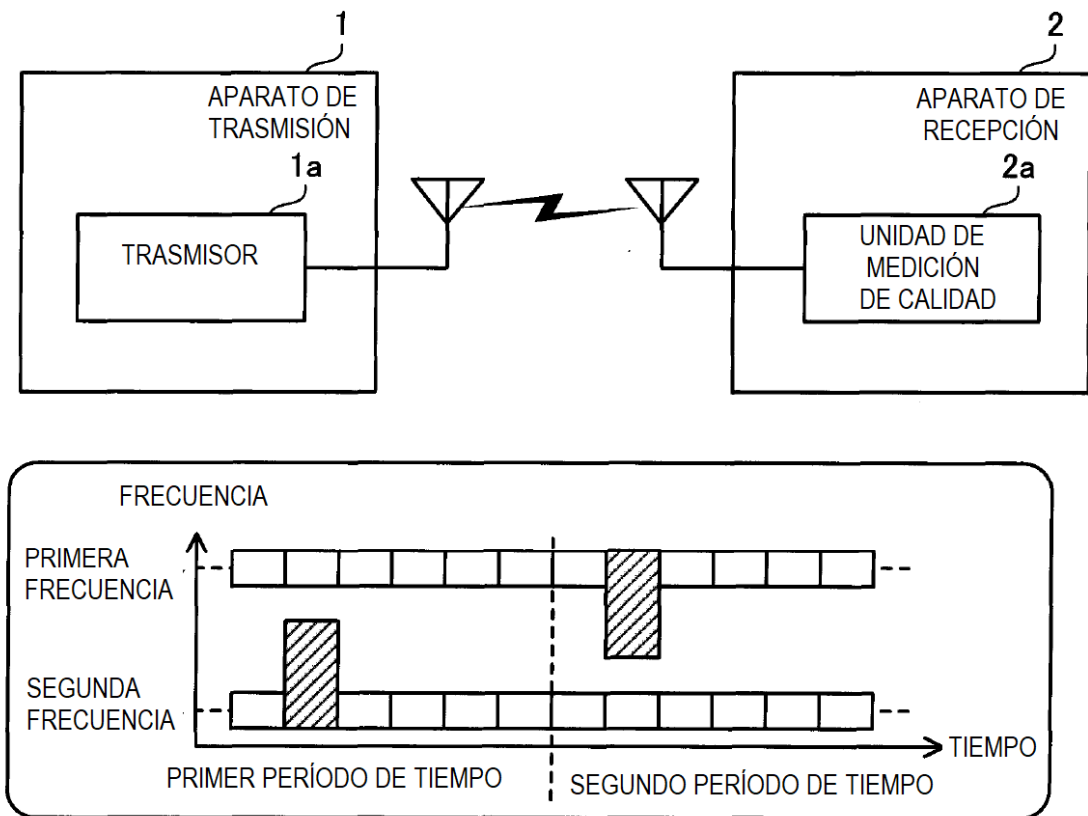 1
2
APARATO DE
TRASMISIÓN
APARATO DE
RECEPCIÓN
1a
2a
TRASMISOR
UNIDAD DE
MEDICIÓN
DE CALIDAD
FRECUENCIA
PRIMERA
FRECUENCIA
SEGUNDA
FRECUENCIA
TIEMPO
PRIMER PERÍODO DE TIEMPO
SEGUNDO PERÍODO DE TIEMPO